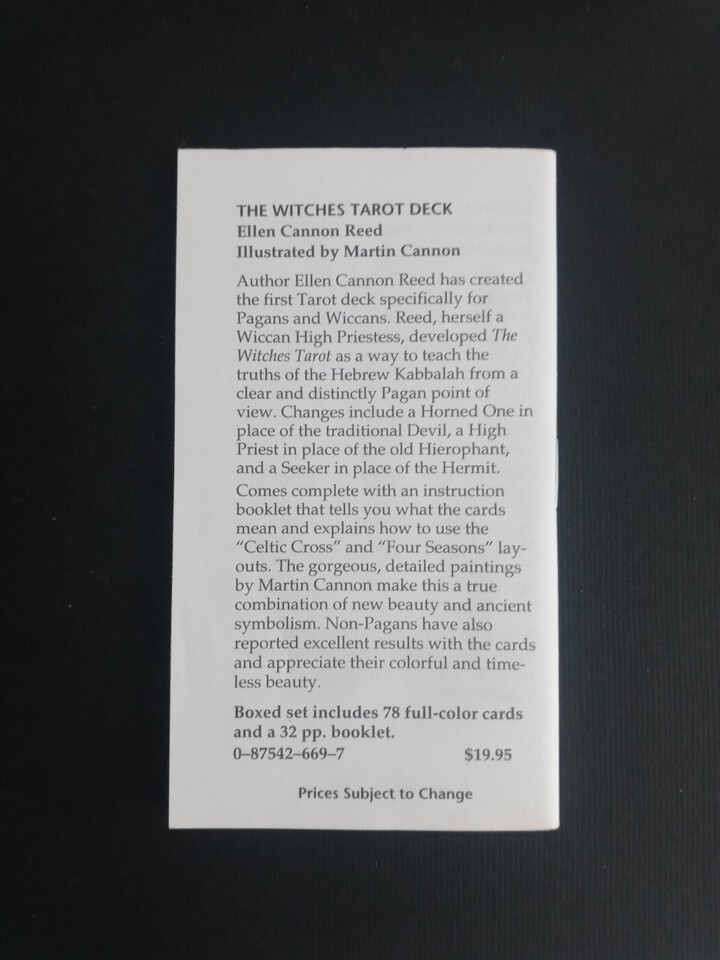 THE WITCHES TAROT DECK
Ellen Cannon Reed
Illustrated by Martin Cannon
Author Ellen Cannon Reed has created
the first Tarot deck specifically for
Pagans and Wiccans. Reed, herself a
Wiccan High Priestess, developed The
Witches Tarot as a way to teach the
truths of the Hebrew Kabbalah from a
clear and distinctly Pagan point of
view. Changes include a Horned One in
place of the traditional Devil, a High
Priest in place of the old Hierophant,
and a Seeker in place of the Hermit.
Comes complete with an instruction
booklet that tells you what the cards
mean and explains how to use the
“Celtic Cross” and “Four Seasons” lay-
outs. The gorgeous, detailed paintings
by Martin Cannon make this a true
combination of new beauty and ancient
symbolism. Non-Pagans have also
reported excellent results with the cards
and appreciate their colorful and time-
less beauty.
Boxed set includes 78 full-color cards
and a 32 pp. booklet.
0–87542–669–7 $19.95
Prices Subject to Change